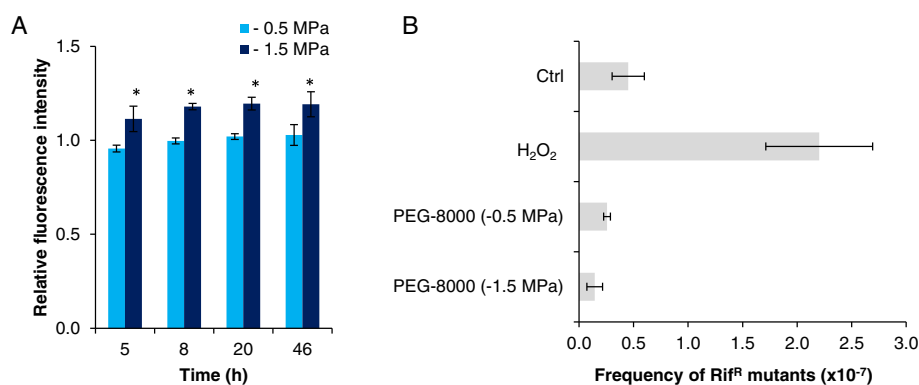 A
- 0.5 MPa
- 1.5 MPa
Relative fluorescence intensity
1.5
1.0
0.5
0.0
* * * *
5 8 20 46
Time (h)
B
Ctrl
H₂O₂
PEG-8000 (-0.5 MPa)
PEG-8000 (-1.5 MPa)
0.0 0.5 1.0 1.5 2.0 2.5 3.0
Frequency of Rifᴿ mutants (x10⁻⁷)